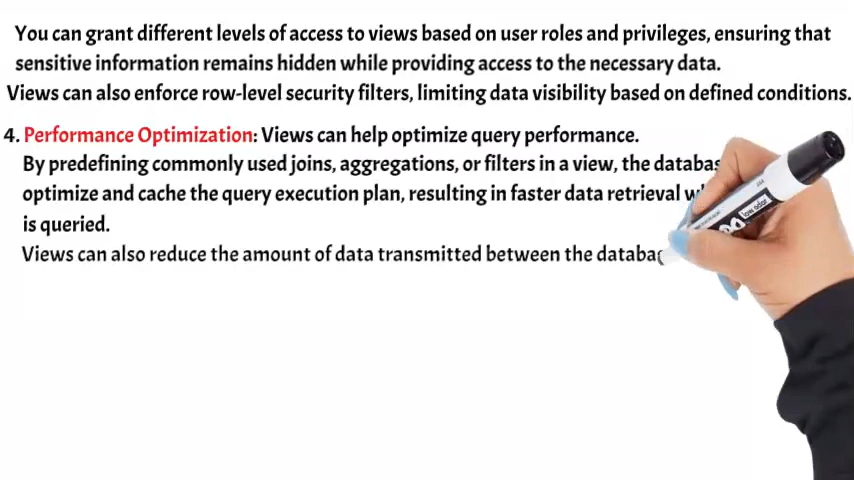 You can grant different levels of access to views based on user roles and privileges, ensuring that
sensitive information remains hidden while providing access to the necessary data.
Views can also enforce row-level security filters, limiting data visibility based on defined conditions.
4. Performance Optimization: Views can help optimize query performance.
By predefining commonly used joins, aggregations, or filters in a view, the
optimize and cache the query execution plan, resulting in faster data retrieval
is queried.
Views can also reduce the amount of data transmitted between the
low odor